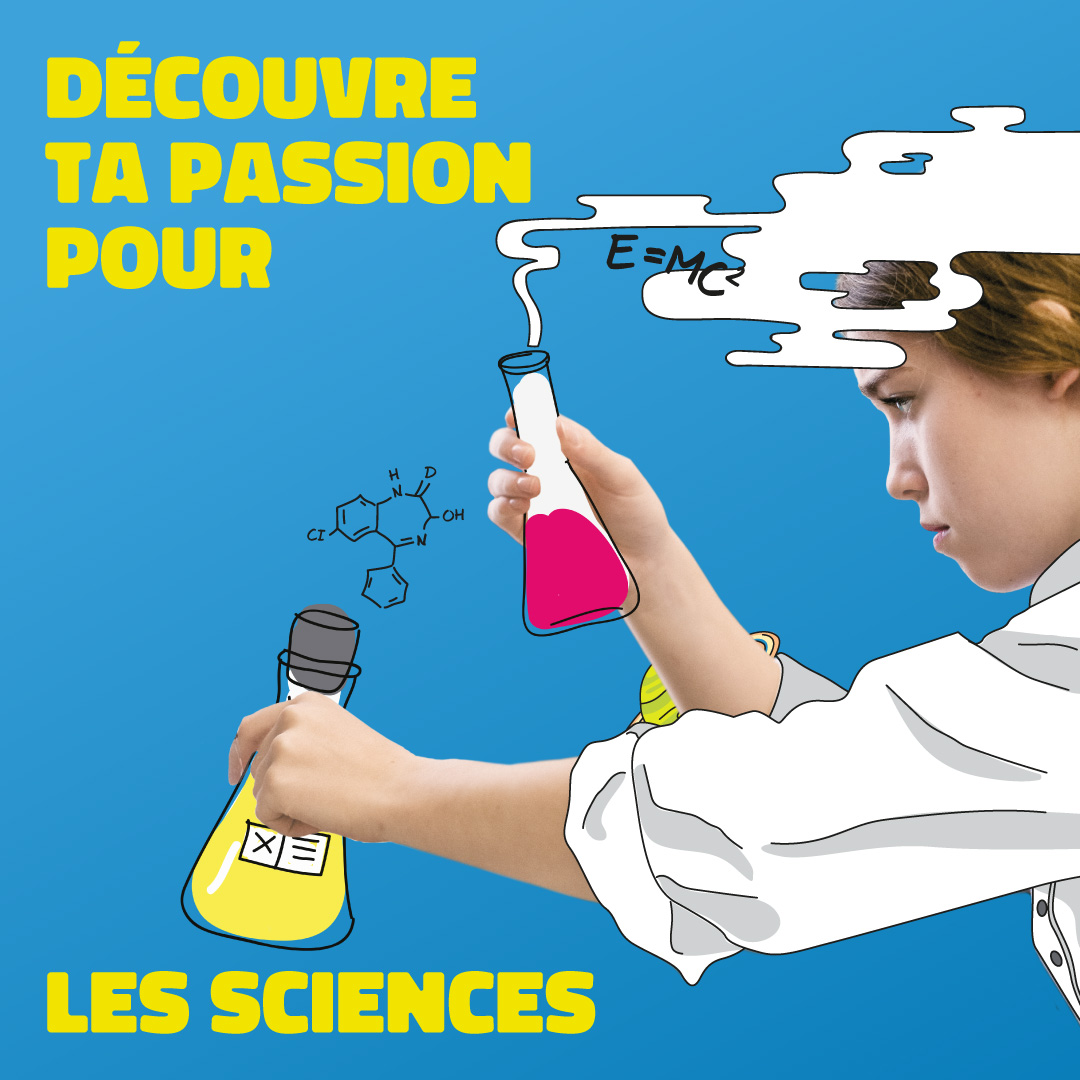 DÉCOUVRE
TA PASSION
POUR
E=MC²
H
D
N
OH
Cl
N
X
LES SCIENCES